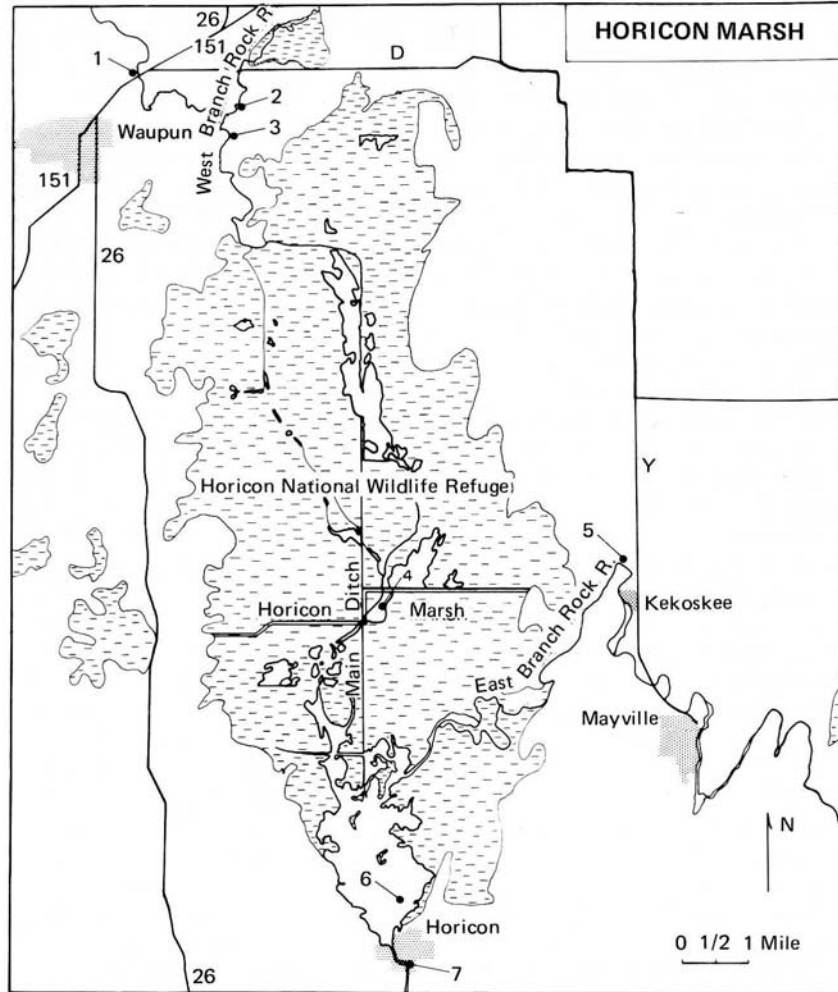 HORICON MARSH
26
151
West Branch Rock R.
D
1
2
3
Waupun
151
26
Horicon National Wildlife Refuge
Y
5
4
Horicon Marsh
Main Ditch
Kekoskee
East Branch Rock R.
Mayville
N
6
Horicon
0 1/2 1 Mile
26
7